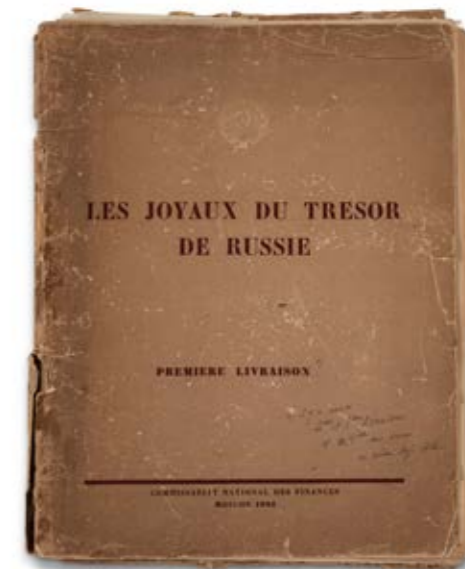 LES JOYAUX DU TRESOR
DE RUSSIE
PREMIERE LIVRAISON
COMMISSARIAT NATIONAL DES FINANCES
MOSCOU